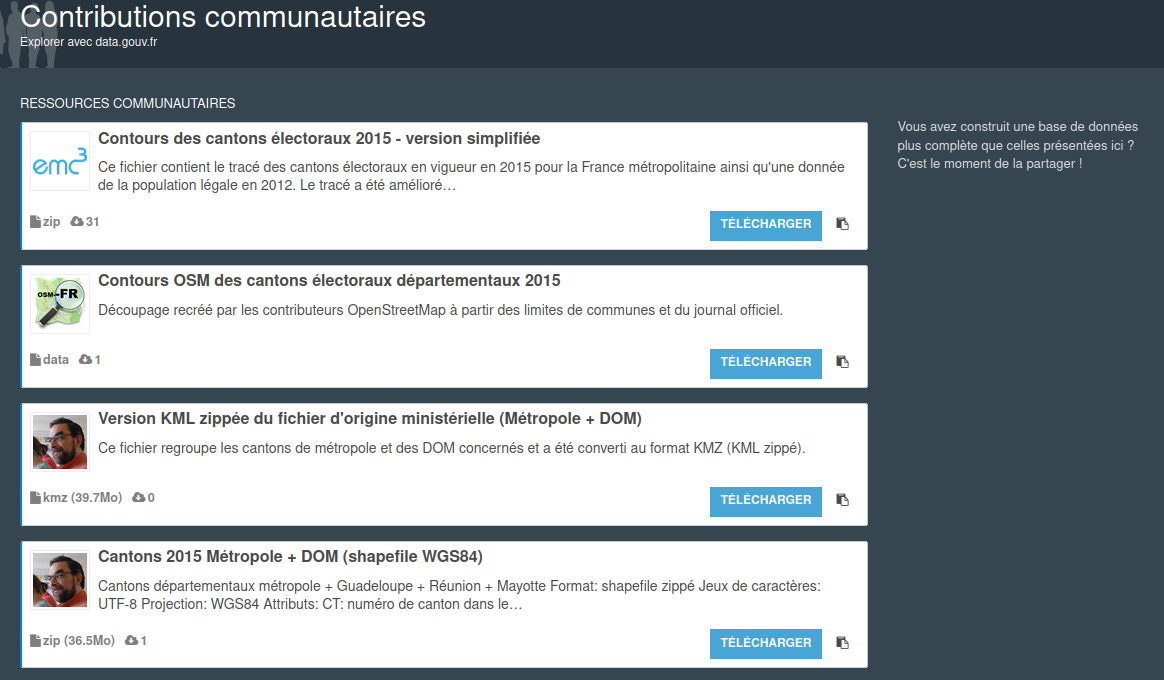 Contributions communautaires
Explorer avec data.gouv.fr
RESSOURCES COMMUNAUTAIRES
Vous avez construit une base de données
plus complète que celles présentées ici ?
C'est le moment de la partager !
emc3
Contours des cantons électoraux 2015 - version simplifiée
Ce fichier contient le tracé des cantons électoraux en vigueur en 2015 pour la France métropolitaine ainsi qu'une donnée
de la population légale en 2012. Le tracé a été amélioré…
zip 31
TÉLÉCHARGER
OSM-FR
Contours OSM des cantons électoraux départementaux 2015
Découpage recréé par les contributeurs OpenStreetMap à partir des limites de communes et du journal officiel.
data 1
TÉLÉCHARGER
Version KML zippée du fichier d'origine ministérielle (Métropole + DOM)
Ce fichier regroupe les cantons de métropole et des DOM concernés et a été converti au format KMZ (KML zippé).
kmz (39.7Mo) 0
TÉLÉCHARGER
Cantons 2015 Métropole + DOM (shapefile WGS84)
Cantons départementaux métropole + Guadeloupe + Réunion + Mayotte Format: shapefile zippé Jeux de caractères:
UTF-8 Projection: WGS84 Attributs: CT: numéro de canton dans le…
zip (36.5Mo) 1
TÉLÉCHARGER